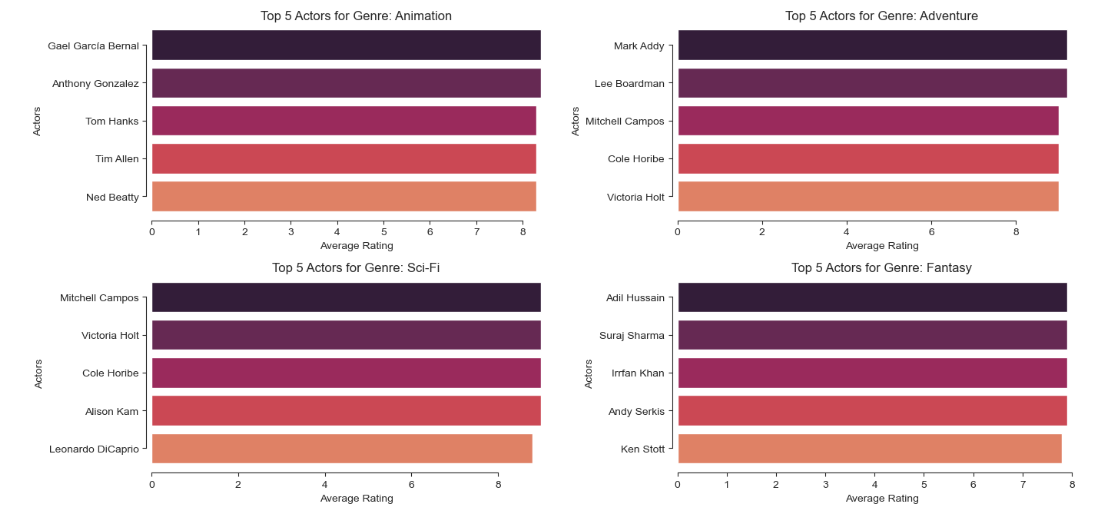 Top 5 Actors for Genre: Animation
Gael García Bernal
Anthony Gonzalez
Tom Hanks
Tim Allen
Ned Beatty
Actors
0 1 2 3 4 5 6 7 8
Average Rating
Top 5 Actors for Genre: Adventure
Mark Addy
Lee Boardman
Mitchell Campos
Cole Horibe
Victoria Holt
Actors
0 2 4 6 8
Average Rating
Top 5 Actors for Genre: Sci-Fi
Mitchell Campos
Victoria Holt
Cole Horibe
Alison Kam
Leonardo DiCaprio
Actors
0 2 4 6 8
Average Rating
Top 5 Actors for Genre: Fantasy
Adil Hussain
Suraj Sharma
Irrfan Khan
Andy Serkis
Ken Stott
Actors
0 1 2 3 4 5 6 7 8
Average Rating